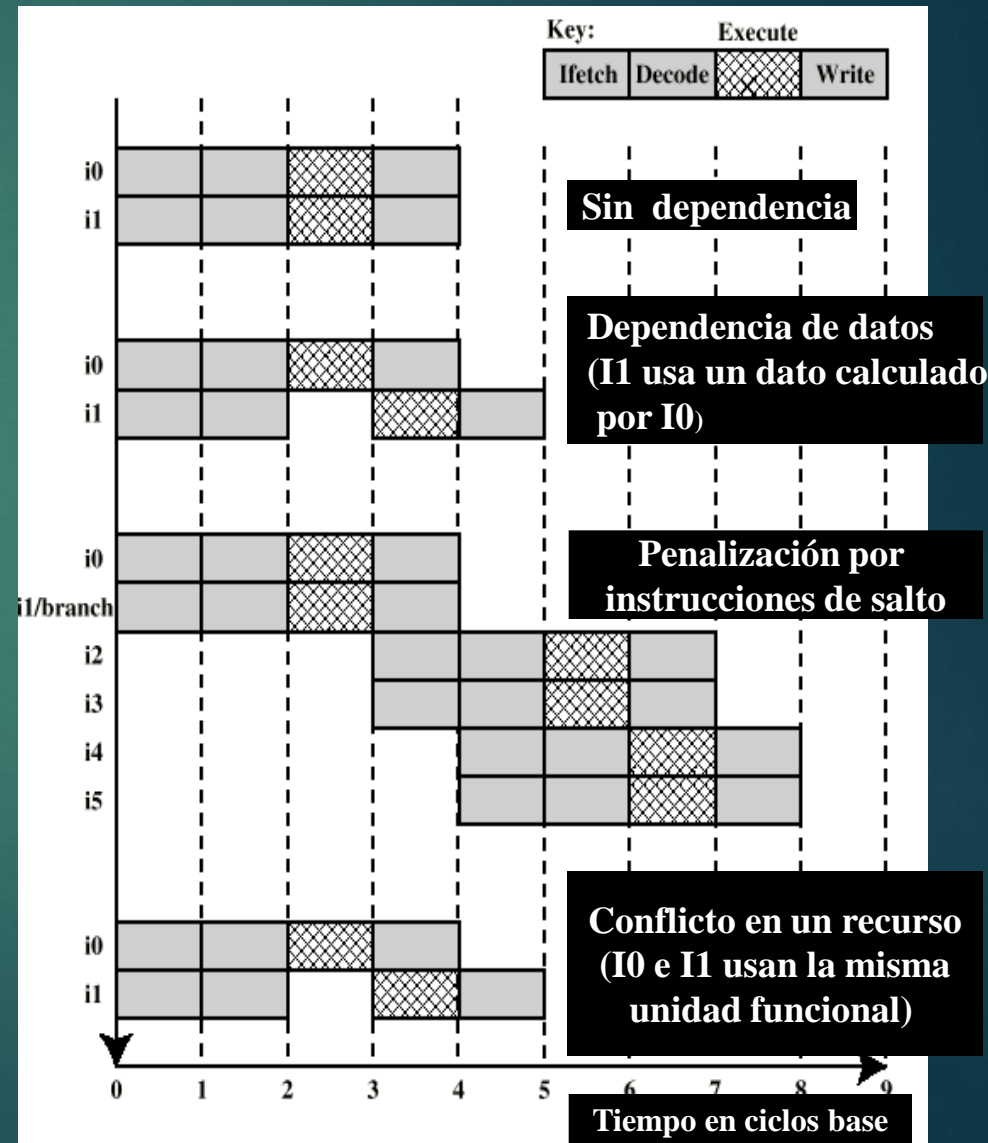 Key: Execute
Ifetch Decode Write
i0
i1
Sin dependencia
i0
i1
Dependencia de datos
(I1 usa un dato calculado
por I0)
i0
i1/branch
i2
i3
i4
i5
Penalización por
instrucciones de salto
i0
i1
Conflicto en un recurso
(I0 e I1 usan la misma
unidad funcional)
0 1 2 3 4 5 6 7 8 9
Tiempo en ciclos base